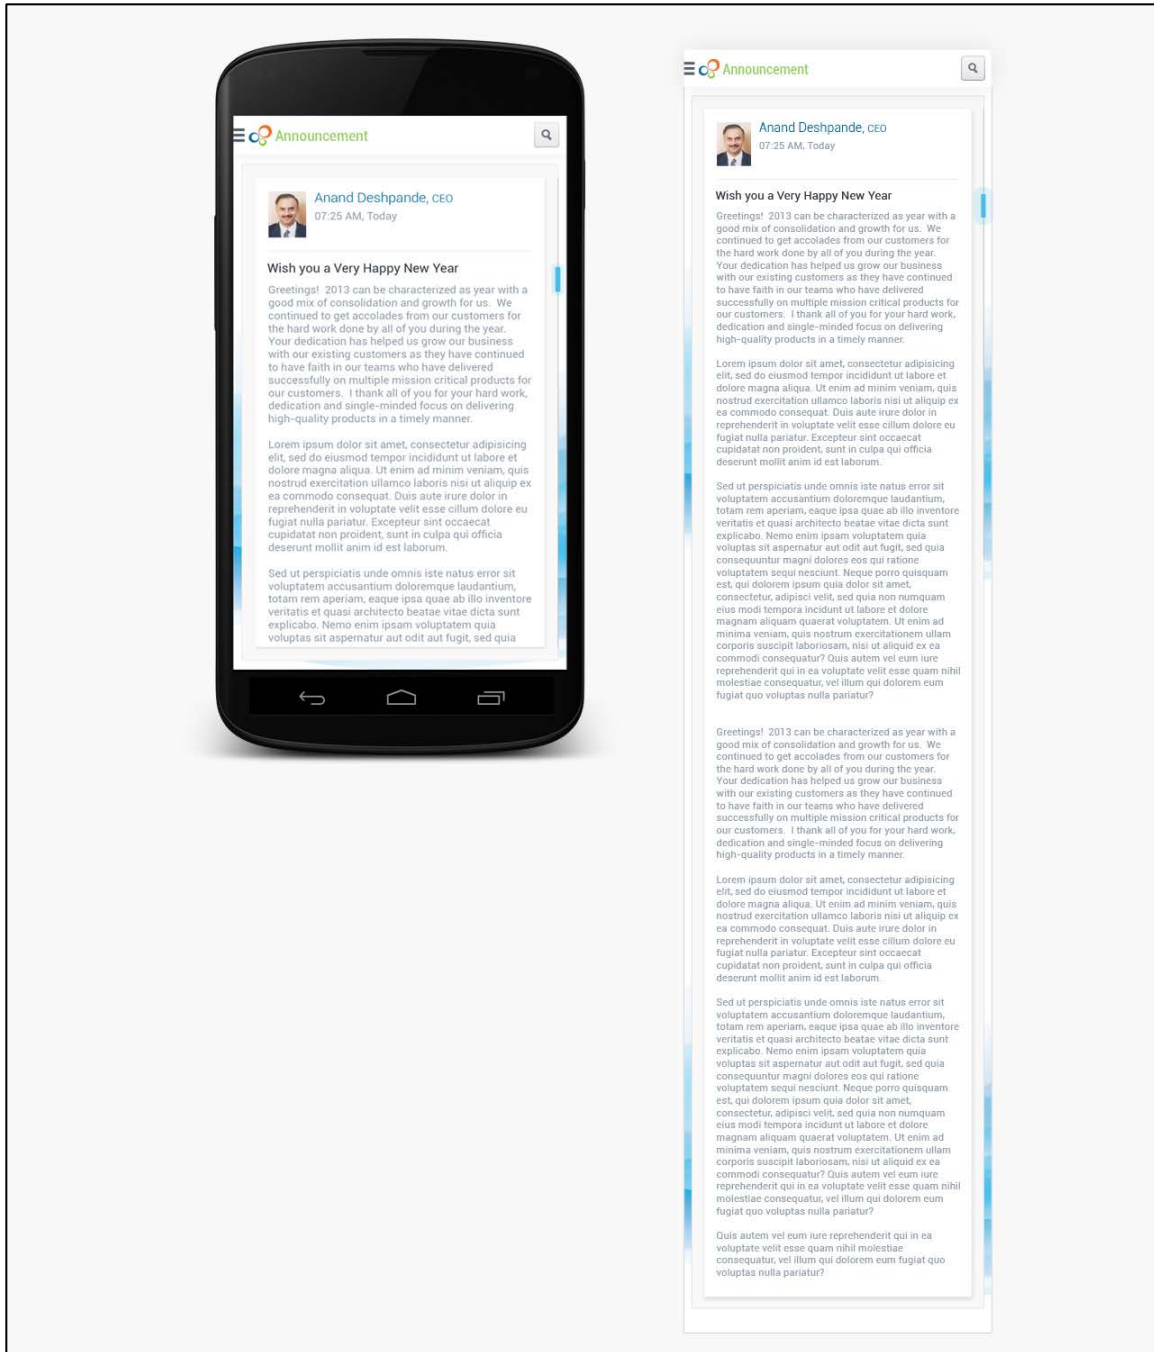 Announcement
Anand Deshpande, CEO
07:25 AM, Today
Wish you a Very Happy New Year
Greetings!  2013 can be characterized as year with a
good mix of consolidation and growth for us.  We
continued to get accolades from our customers for
the hard work done by all of you during the year.
Your dedication has helped us grow our business
with our existing customers as they have continued
to have faith in our teams who have delivered
successfully on multiple mission critical products for
our customers.  I thank all of you for your hard work,
dedication and single-minded focus on delivering
high-quality products in a timely manner.
Lorem ipsum dolor sit amet, consectetur adipisicing
elit, sed do eiusmod tempor incididunt ut labore et
dolore magna aliqua. Ut enim ad minim veniam, quis
nostrud exercitation ullamco laboris nisi ut aliquip ex
ea commodo consequat. Duis aute irure dolor in
reprehenderit in voluptate velit esse cillum dolore eu
fugiat nulla pariatur. Excepteur sint occaecat
cupidatat non proident, sunt in culpa qui officia
deserunt mollit anim id est laborum.
Sed ut perspiciatis unde omnis iste natus error sit
voluptatem accusantium doloremque laudantium,
totam rem aperiam, eaque ipsa quae ab illo inventore
veritatis et quasi architecto beatae vitae dicta sunt
explicabo. Nemo enim ipsam voluptatem quia
voluptas sit aspernatur aut odit aut fugit, sed quia
Announcement
Anand Deshpande, CEO
07:25 AM, Today
Wish you a Very Happy New Year
Greetings!  2013 can be characterized as year with a
good mix of consolidation and growth for us.  We
continued to get accolades from our customers for
the hard work done by all of you during the year.
Your dedication has helped us grow our business
with our existing customers as they have continued
to have faith in our teams who have delivered
successfully on multiple mission critical products for
our customers.  I thank all of you for your hard work,
dedication and single-minded focus on delivering
high-quality products in a timely manner.
Lorem ipsum dolor sit amet, consectetur adipisicing
elit, sed do eiusmod tempor incididunt ut labore et
dolore magna aliqua. Ut enim ad minim veniam, quis
nostrud exercitation ullamco laboris nisi ut aliquip ex
ea commodo consequat. Duis aute irure dolor in
reprehenderit in voluptate velit esse cillum dolore eu
fugiat nulla pariatur. Excepteur sint occaecat
cupidatat non proident, sunt in culpa qui officia
deserunt mollit anim id est laborum.
Sed ut perspiciatis unde omnis iste natus error sit
voluptatem accusantium doloremque laudantium,
totam rem aperiam, eaque ipsa quae ab illo inventore
veritatis et quasi architecto beatae vitae dicta sunt
explicabo. Nemo enim ipsam voluptatem quia
voluptas sit aspernatur aut odit aut fugit, sed quia
consequuntur magni dolores eos qui ratione
voluptatem sequi nesciunt. Neque porro quisquam
est, qui dolorem ipsum quia dolor sit amet,
consectetur, adipisci velit, sed quia non numquam
eius modi tempora incidunt ut labore et dolore
magnam aliquam quaerat voluptatem. Ut enim ad
minima veniam, quis nostrum exercitationem ullam
corporis suscipit laboriosam, nisi ut aliquid ex ea
commodi consequatur? Quis autem vel eum iure
reprehenderit qui in ea voluptate velit esse quam nihil
molestiae consequatur, vel illum qui dolorem eum
fugiat quo voluptas nulla pariatur?
Greetings!  2013 can be characterized as year with a
good mix of consolidation and growth for us.  We
continued to get accolades from our customers for
the hard work done by all of you during the year.
Your dedication has helped us grow our business
with our existing customers as they have continued
to have faith in our teams who have delivered
successfully on multiple mission critical products for
our customers.  I thank all of you for your hard work,
dedication and single-minded focus on delivering
high-quality products in a timely manner.
Lorem ipsum dolor sit amet, consectetur adipisicing
elit, sed do eiusmod tempor incididunt ut labore et
dolore magna aliqua. Ut enim ad minim veniam, quis
nostrud exercitation ullamco laboris nisi ut aliquip ex
ea commodo consequat. Duis aute irure dolor in
reprehenderit in voluptate velit esse cillum dolore eu
fugiat nulla pariatur. Excepteur sint occaecat
cupidatat non proident, sunt in culpa qui officia
deserunt mollit anim id est laborum.
Sed ut perspiciatis unde omnis iste natus error sit
voluptatem accusantium doloremque laudantium,
totam rem aperiam, eaque ipsa quae ab illo inventore
veritatis et quasi architecto beatae vitae dicta sunt
explicabo. Nemo enim ipsam voluptatem quia
voluptas sit aspernatur aut odit aut fugit, sed quia
consequuntur magni dolores eos qui ratione
voluptatem sequi nesciunt. Neque porro quisquam
est, qui dolorem ipsum quia dolor sit amet,
consectetur, adipisci velit, sed quia non numquam
eius modi tempora incidunt ut labore et dolore
magnam aliquam quaerat voluptatem. Ut enim ad
minima veniam, quis nostrum exercitationem ullam
corporis suscipit laboriosam, nisi ut aliquid ex ea
commodi consequatur? Quis autem vel eum iure
reprehenderit qui in ea voluptate velit esse quam nihil
molestiae consequatur, vel illum qui dolorem eum
fugiat quo voluptas nulla pariatur?
Quis autem vel eum iure reprehenderit qui in ea
voluptate velit esse quam nihil molestiae
consequatur, vel illum qui dolorem eum fugiat quo
voluptas nulla pariatur?